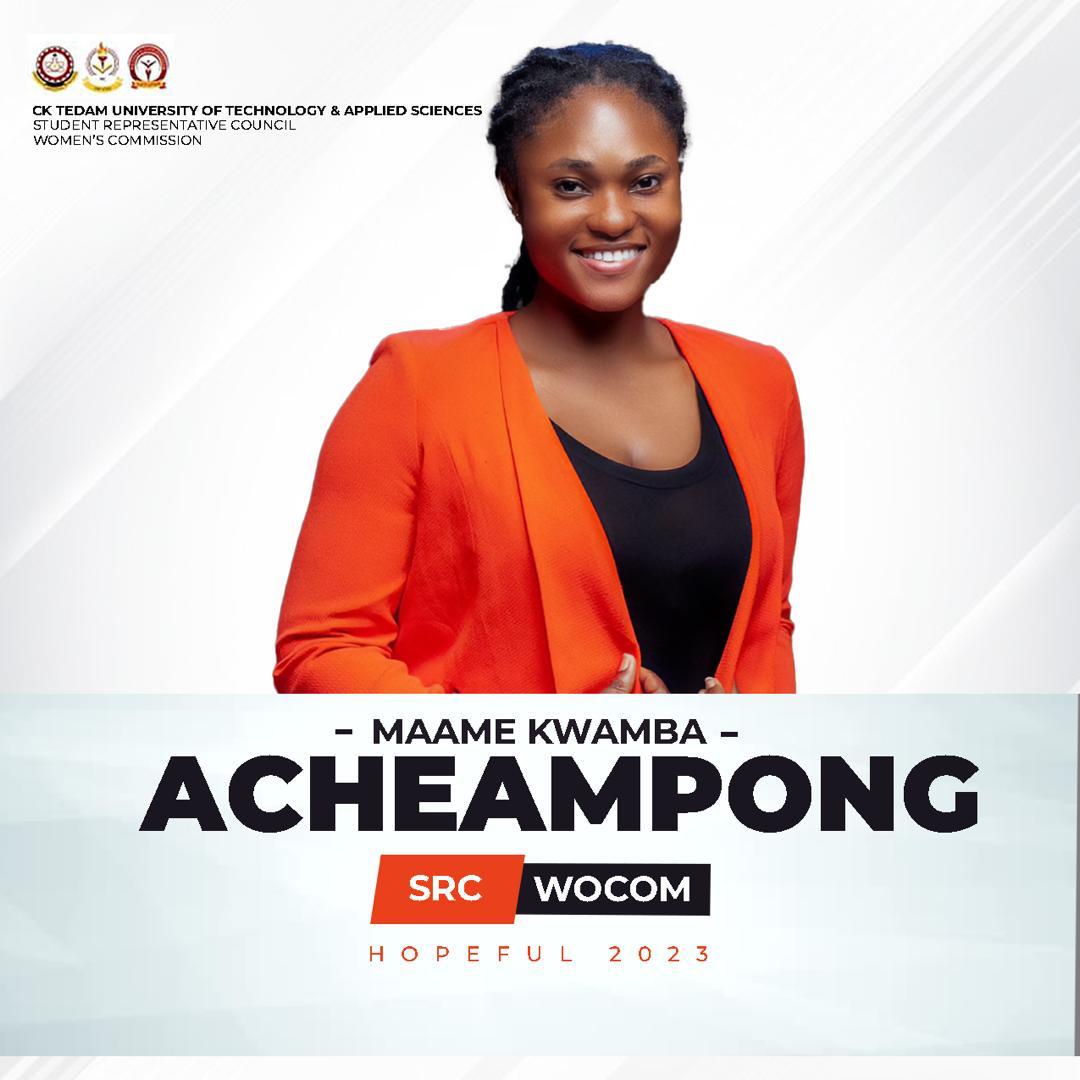 CK TEDAM UNIVERSITY OF TECHNOLOGY & APPLIED SCIENCES
STUDENT REPRESENTATIVE COUNCIL
WOMEN'S COMMISSION
- MAAME KWAMBA -
ACHEAMPONG
SRC WOCOM
HOPEFUL 2023